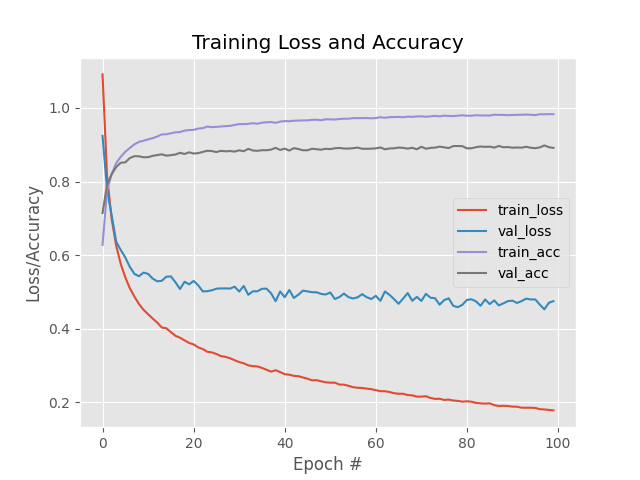 Training Loss and Accuracy
Loss/Accuracy
1.0
0.8
0.6
0.4
0.2
train_loss
val_loss
train_acc
val_acc
0 20 40 60 80 100
Epoch #